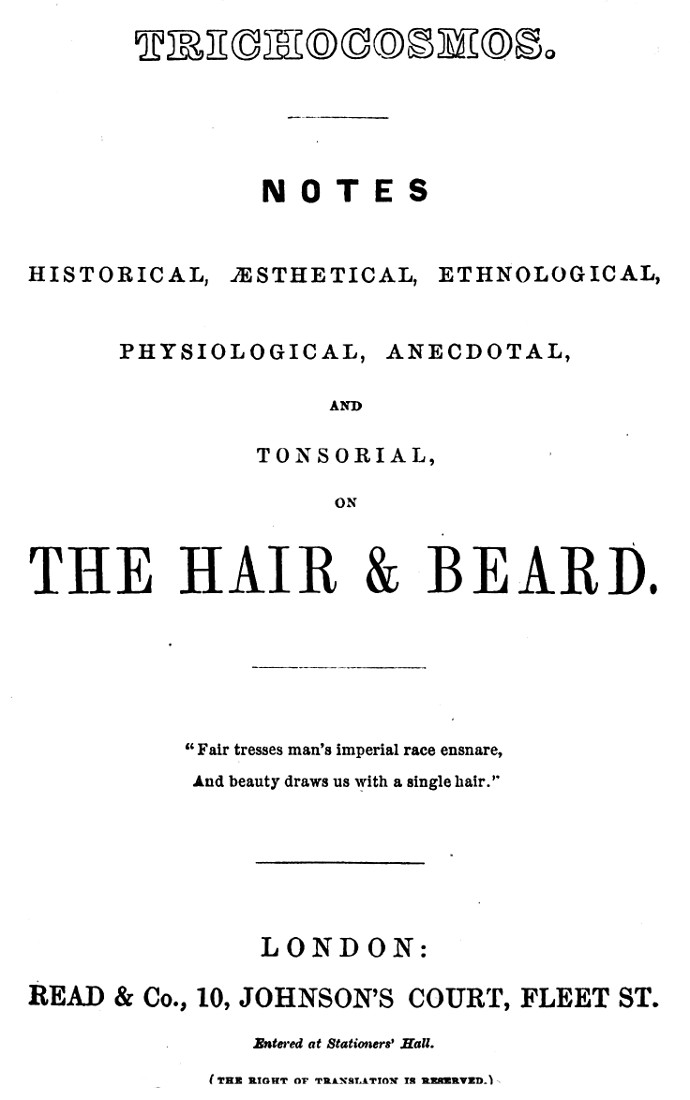 TRICHOCOSMOS.
NOTES
HISTORICAL, ÆSTHETICAL, ETHNOLOGICAL,
PHYSIOLOGICAL, ANECDOTAL,
AND
TONSORIAL,
ON
THE HAIR & BEARD.
"Fair tresses man's imperial race ensnare,
And beauty draws us with a single hair."
LONDON:
READ & Co., 10, JOHNSON'S COURT, FLEET ST.
Entered at Stationers' Hall.
(THE RIGHT OF TRANSLATION IS RESERVED.)